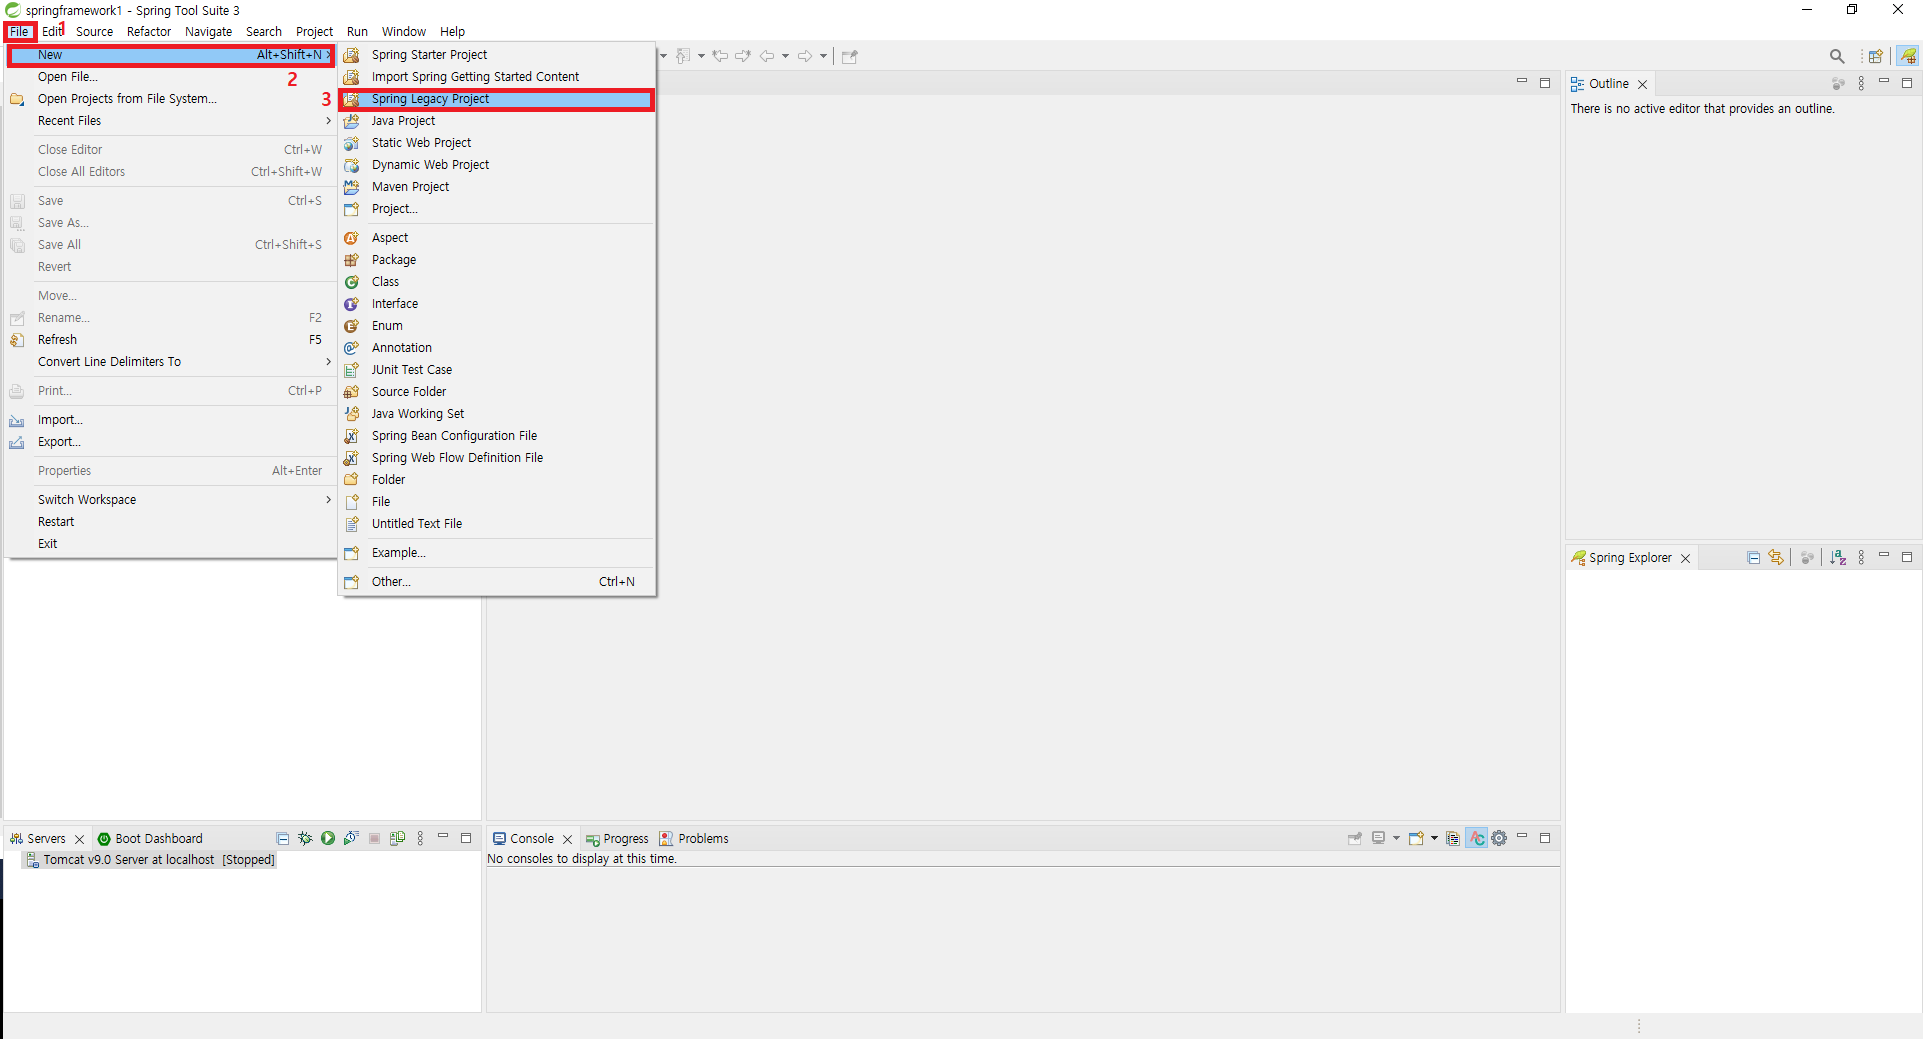 springframework1 - Spring Tool Suite 3
File Edit Source Refactor Navigate Search Project Run Window Help
1
New Alt+Shift+N
2
Open File...
Open Projects from File System...
Recent Files
Close Editor Ctrl+W
Close All Editors Ctrl+Shift+W
Save Ctrl+S
Save As...
Save All Ctrl+Shift+S
Revert
Move...
Rename... F2
Refresh F5
Convert Line Delimiters To
Print... Ctrl+P
Import...
Export...
Properties Alt+Enter
Switch Workspace
Restart
Exit
Spring Starter Project
Import Spring Getting Started Content
3
Spring Legacy Project
Java Project
Static Web Project
Dynamic Web Project
Maven Project
Project...
Aspect
Package
Class
Interface
Enum
Annotation
JUnit Test Case
Source Folder
Java Working Set
Spring Bean Configuration File
Spring Web Flow Definition File
Folder
File
Untitled Text File
Example...
Other... Ctrl+N
Outline
There is no active editor that provides an outline.
Spring Explorer
Servers Boot Dashboard
Tomcat v9.0 Server at localhost [Stopped]
Console Progress Problems
No consoles to display at this time.